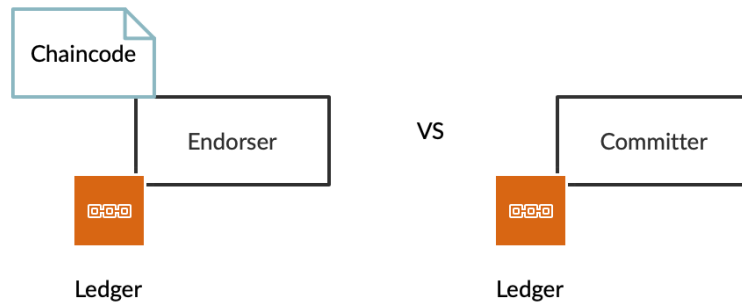 Chaincode
Endorser
VS
Committer
Ledger
Ledger